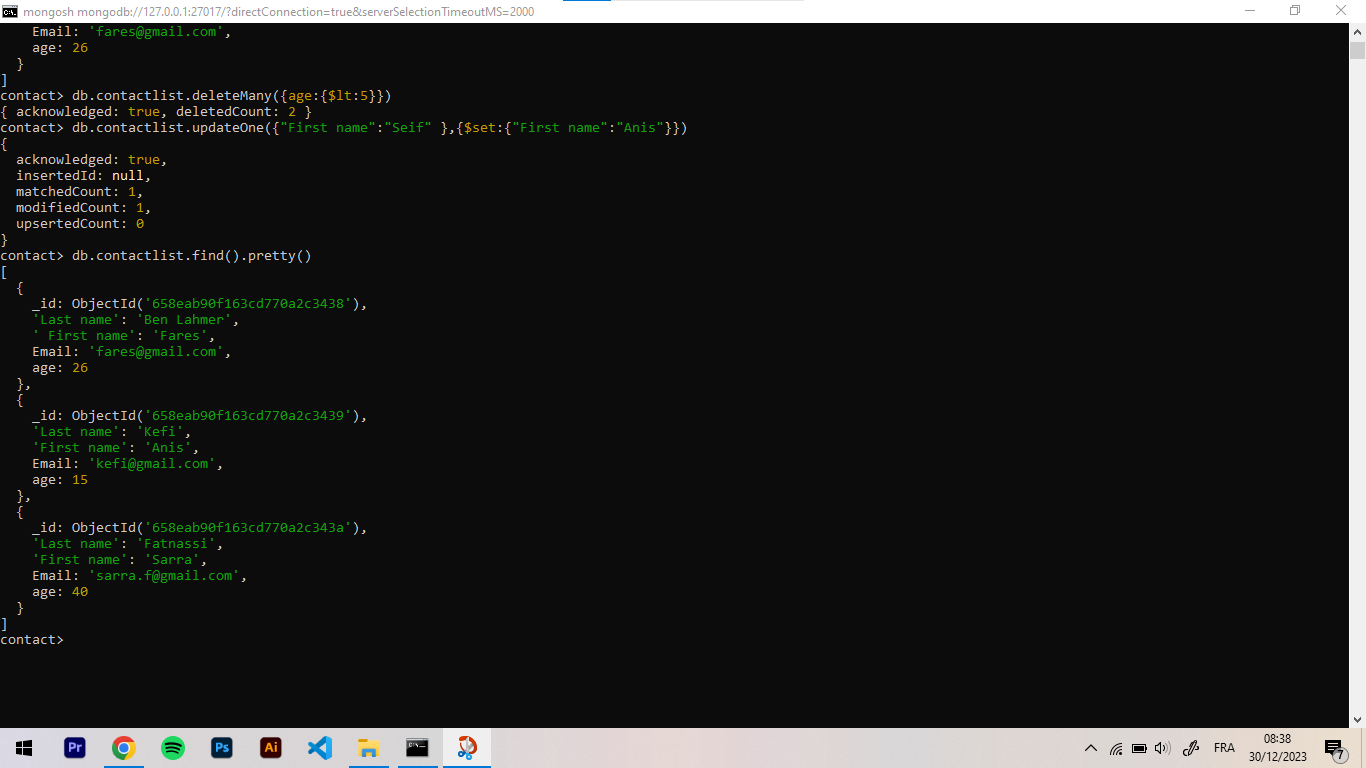 mongosh mongodb://127.0.0.1:27017/?directConnection=true&serverSelectionTimeoutMS=2000
    Email: 'fares@gmail.com',
    age: 26
  }
]
contact> db.contactlist.deleteMany({age:{$lt:5}})
{ acknowledged: true, deletedCount: 2 }
contact> db.contactlist.updateOne({"First name":"Seif" },{$set:{"First name":"Anis"}})
{
  acknowledged: true,
  insertedId: null,
  matchedCount: 1,
  modifiedCount: 1,
  upsertedCount: 0
}
contact> db.contactlist.find().pretty()
[
  {
    _id: ObjectId('658eab90f163cd770a2c3438'),
    'Last name': 'Ben Lahmer',
    ' First name': 'Fares',
    Email: 'fares@gmail.com',
    age: 26
  },
  {
    _id: ObjectId('658eab90f163cd770a2c3439'),
    'Last name': 'Kefi',
    'First name': 'Anis',
    Email: 'kefi@gmail.com',
    age: 15
  },
  {
    _id: ObjectId('658eab90f163cd770a2c343a'),
    'Last name': 'Fatnassi',
    'First name': 'Sarra',
    Email: 'sarra.f@gmail.com',
    age: 40
  }
]
contact>
Pr
Ps
Ai
FRA
08:38
30/12/2023
7